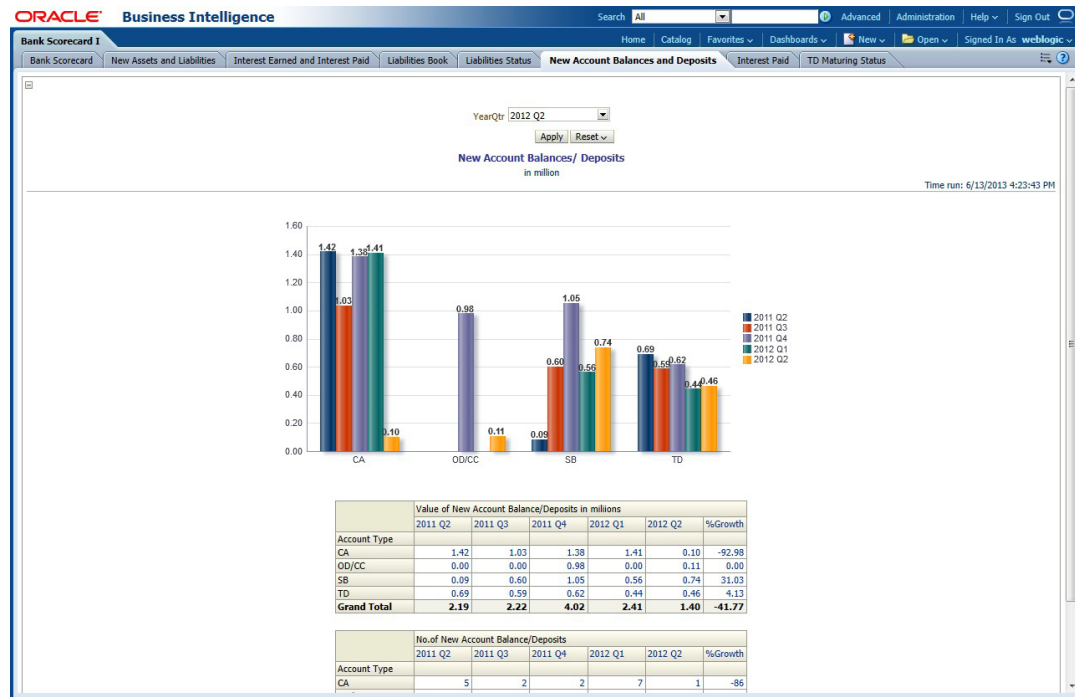 ORACLE Business Intelligence
Search All Advanced Administration Help Sign Out
Bank Scorecard I
Home Catalog Favorites Dashboards New Open Signed In As weblogic
Bank Scorecard New Assets and Liabilities Interest Earned and Interest Paid Liabilities Book Liabilities Status New Account Balances and Deposits Interest Paid TD Maturing Status
YearQtr 2012 Q2
Apply Reset
New Account Balances/ Deposits
in million
Time run: 6/13/2013 4:23:43 PM
1.60
1.40
1.20
1.00
0.80
0.60
0.40
0.20
0.00
1.42 1.03 1.38 1.41 0.10
0.98 0.11
0.09 0.60 1.05 0.56 0.74
0.69 0.59 0.62 0.44 0.46
CA OD/CC SB TD
2011 Q2
2011 Q3
2011 Q4
2012 Q1
2012 Q2
Value of New Account Balance/Deposits in miliions
2011 Q2 2011 Q3 2011 Q4 2012 Q1 2012 Q2 %Growth
Account Type
CA 1.42 1.03 1.38 1.41 0.10 -92.98
OD/CC 0.00 0.00 0.98 0.00 0.11 0.00
SB 0.09 0.60 1.05 0.56 0.74 31.03
TD 0.69 0.59 0.62 0.44 0.46 4.13
Grand Total 2.19 2.22 4.02 2.41 1.40 -41.77
No.of New Account Balance/Deposits
2011 Q2 2011 Q3 2011 Q4 2012 Q1 2012 Q2 %Growth
Account Type
CA 5 2 2 7 1 -86